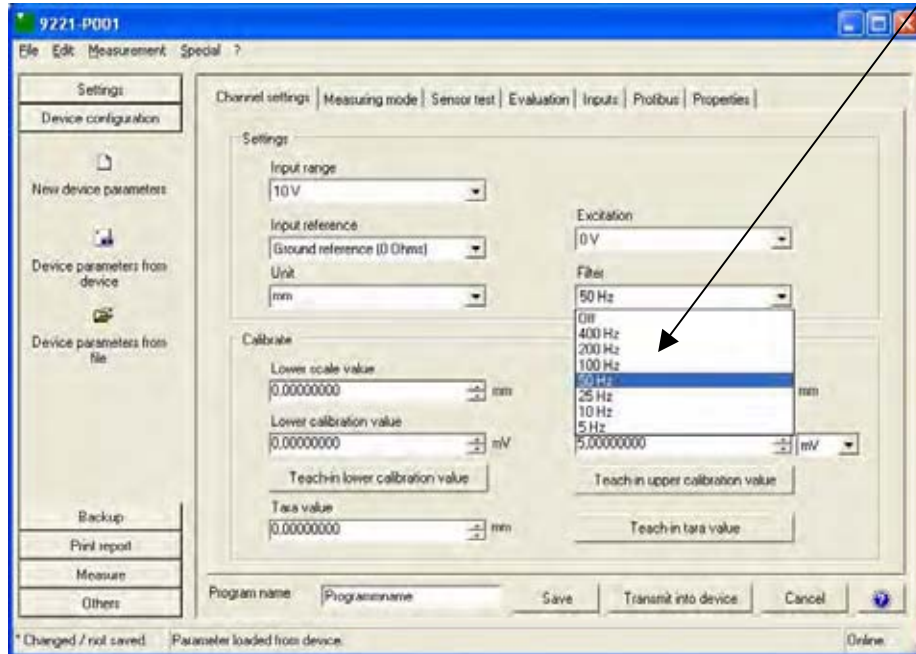 9221-P001
File Edit Measurement Special ?
Settings
Device configuration
New device parameters
Device parameters from
device
Device parameters from
file
Backup
Print report
Measure
Others
Channel settings Measuring mode Sensor test Evaluation Inputs Profibus Properties
Settings
Input range
10 V
Input reference
Ground reference (0 Ohms)
Unit
mm
Excitation
0 V
Filter
50 Hz
Off
400 Hz
200 Hz
100 Hz
50 Hz
25 Hz
10 Hz
5 Hz
Calibrate
Lower scale value
0.00000000 mm
mm
Lower calibration value
0.00000000 mV
5.00000000 mV
Teach-in lower calibration value
Teach-in upper calibration value
Tara value
0.00000000 mm
Teach-in tara value
Program name Programmname Save Transmit into device Cancel ?
* Changed / not saved Parameter loaded from device. Online